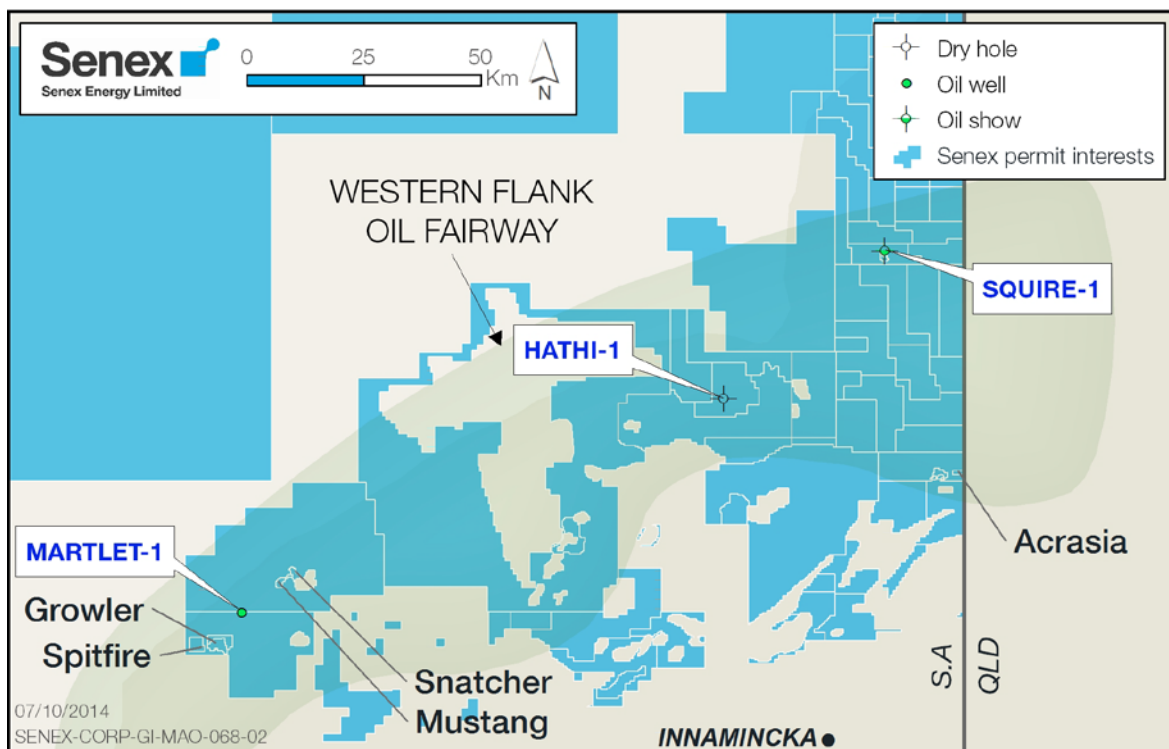 Senex
Senex Energy Limited
0 25 50
Km
N
Dry hole
Oil well
Oil show
Senex permit interests
WESTERN FLANK
OIL FAIRWAY
SQUIRE-1
HATHI-1
MARTLET-1
Acrasia
Growler
Spitfire
Snatcher
Mustang
S.A
QLD
07/10/2014
SENEX-CORP-GI-MAO-068-02
INNAMINCKA